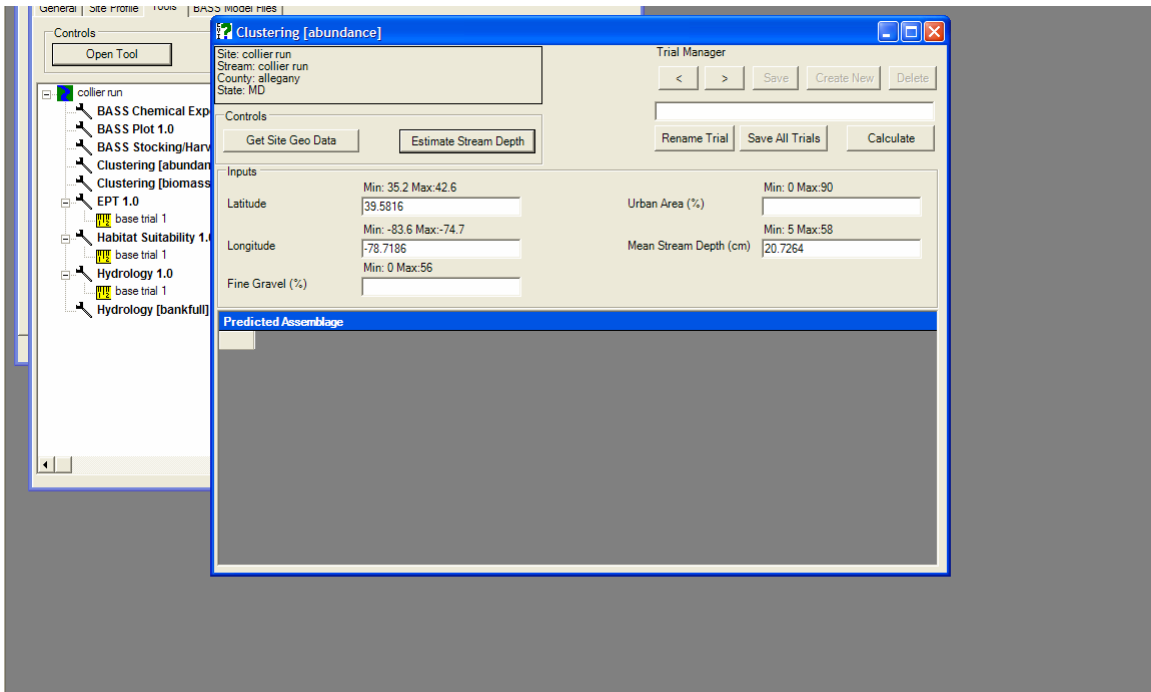 General Site Profile Tools BASS Model Files
Controls
Open Tool
collier run
BASS Chemical Exp
BASS Plot 1.0
BASS Stocking/Harv
Clustering [abundan
Clustering [biomass
EPT 1.0
base trial 1
Habitat Suitability 1.
base trial 1
Hydrology 1.0
base trial 1
Hydrology [bankfull]
Clustering [abundance]
Site: collier run
Stream: collier run
County: allegany
State: MD
Trial Manager
< > Save Create New Delete
Rename Trial Save All Trials Calculate
Controls
Get Site Geo Data Estimate Stream Depth
Inputs
Min: 35.2 Max:42.6 Min: 0 Max:90
Latitude 39.5816 Urban Area (%)
Min: -83.6 Max:-74.7 Min: 5 Max:58
Longitude -78.7186 Mean Stream Depth (cm) 20.7264
Min: 0 Max:56
Fine Gravel (%)
Predicted Assemblage